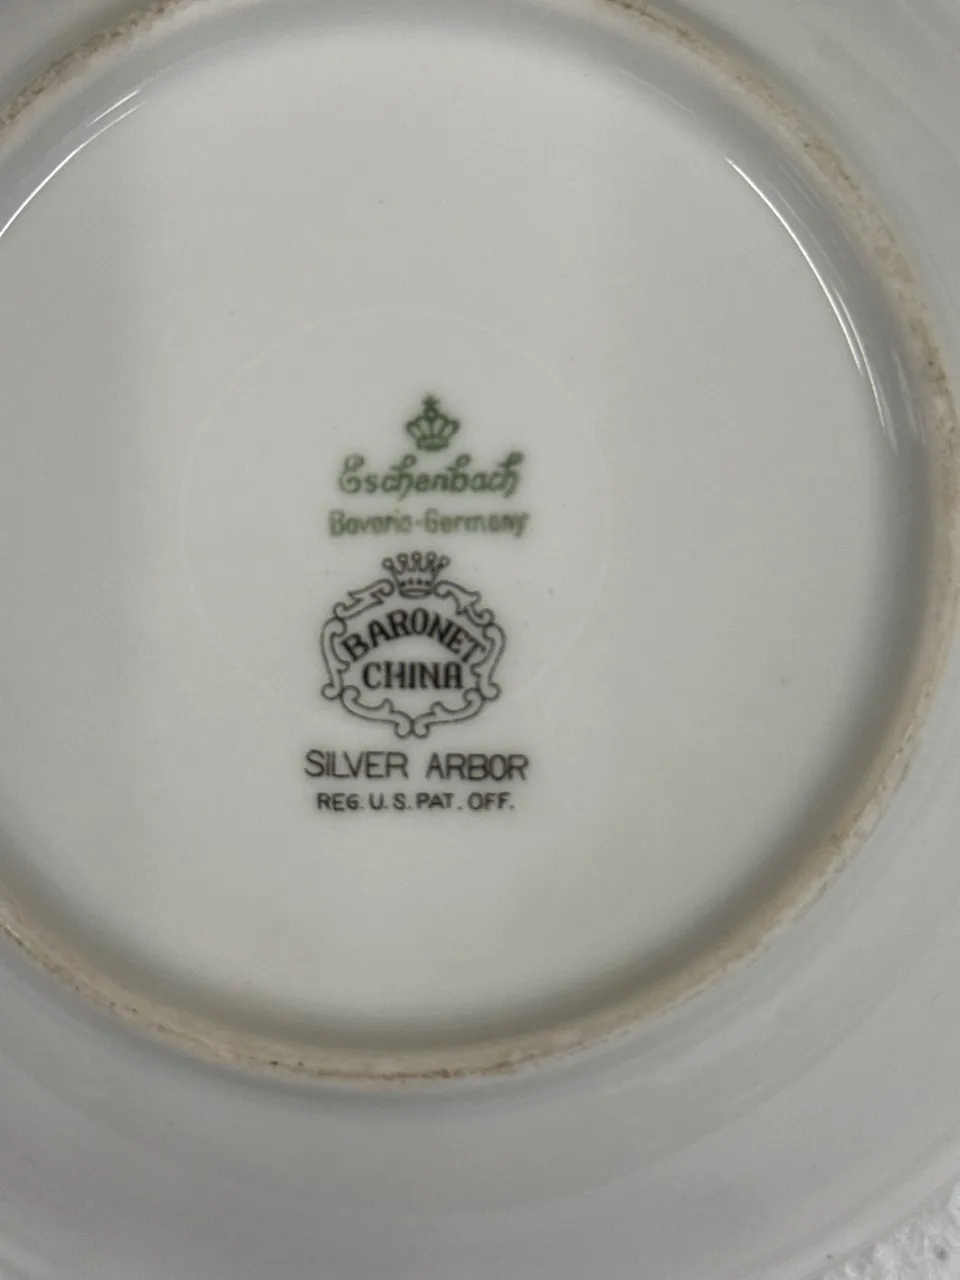 Eschenbach
Bavaria-Germany
BARONET
CHINA
SILVER ARBOR
REG. U.S. PAT. OFF.